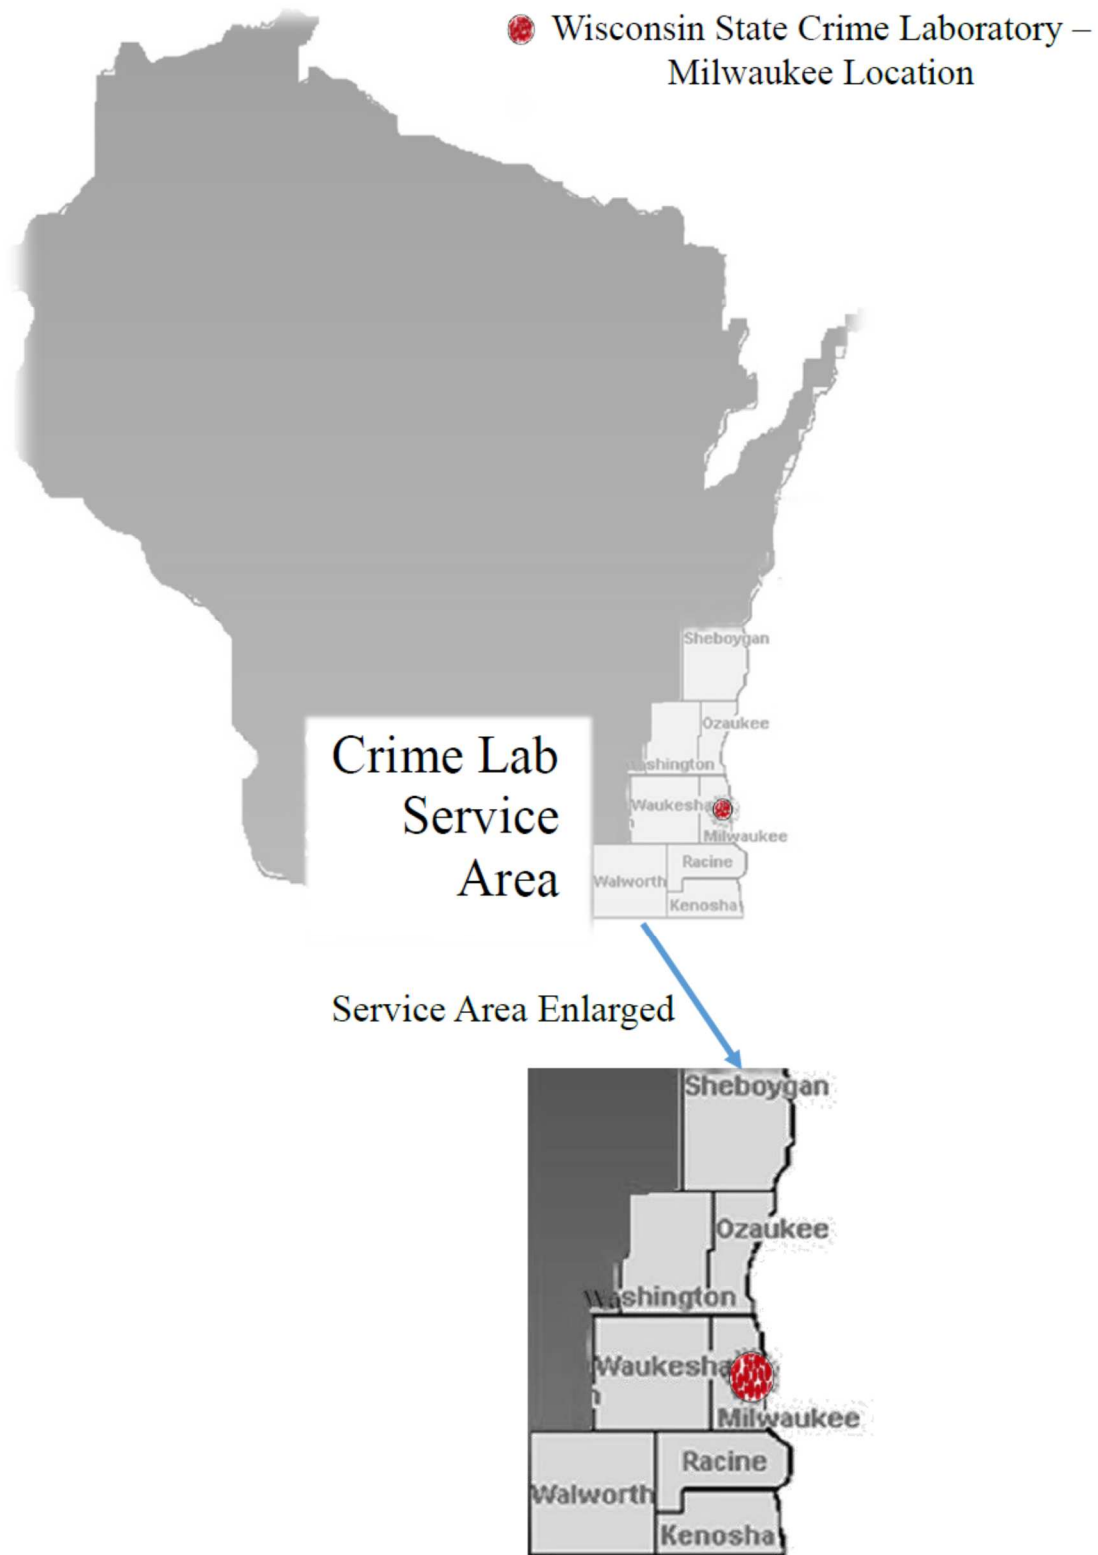 Wisconsin State Crime Laboratory –
Milwaukee Location
Sheboygan
Ozaukee
Washington
Waukesha
Milwaukee
Racine
Walworth
Kenosha
Crime Lab
Service
Area
Service Area Enlarged
Sheboygan
Ozaukee
Washington
Waukesha
n
Milwaukee
Racine
Walworth
Kenosha